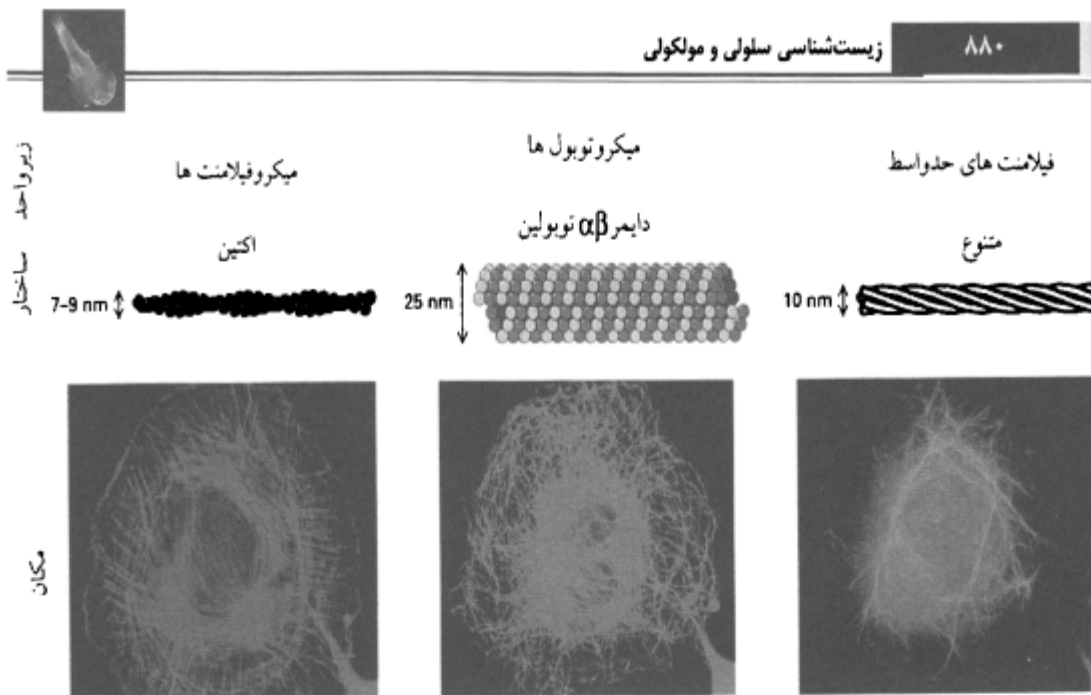 ۸۸۰
زیست‌شناسی سلولی و مولکولی
فیلامنت های حدواسط
میکروتوبول ها
میکروفیلامنت ها
زیرواحد
متنوع
دایمر αβ توبولین
اکتین
ساختار
10 nm
25 nm
7–9 nm
مکان